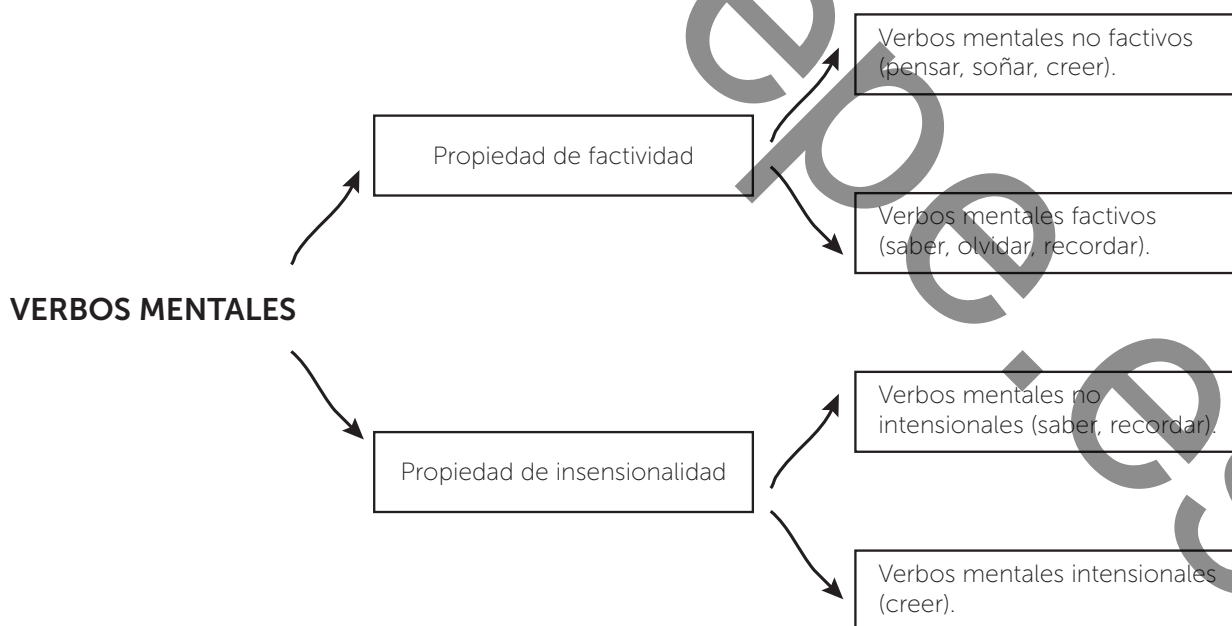 Verbos mentales no factivos
(pensar, soñar, creer).
Propiedad de factividad
Verbos mentales factivos
(saber, olvidar, recordar).
VERBOS MENTALES
Verbos mentales no
intensionales (saber, recordar).
Propiedad de insensionalidad
Verbos mentales intensionales
(creer).